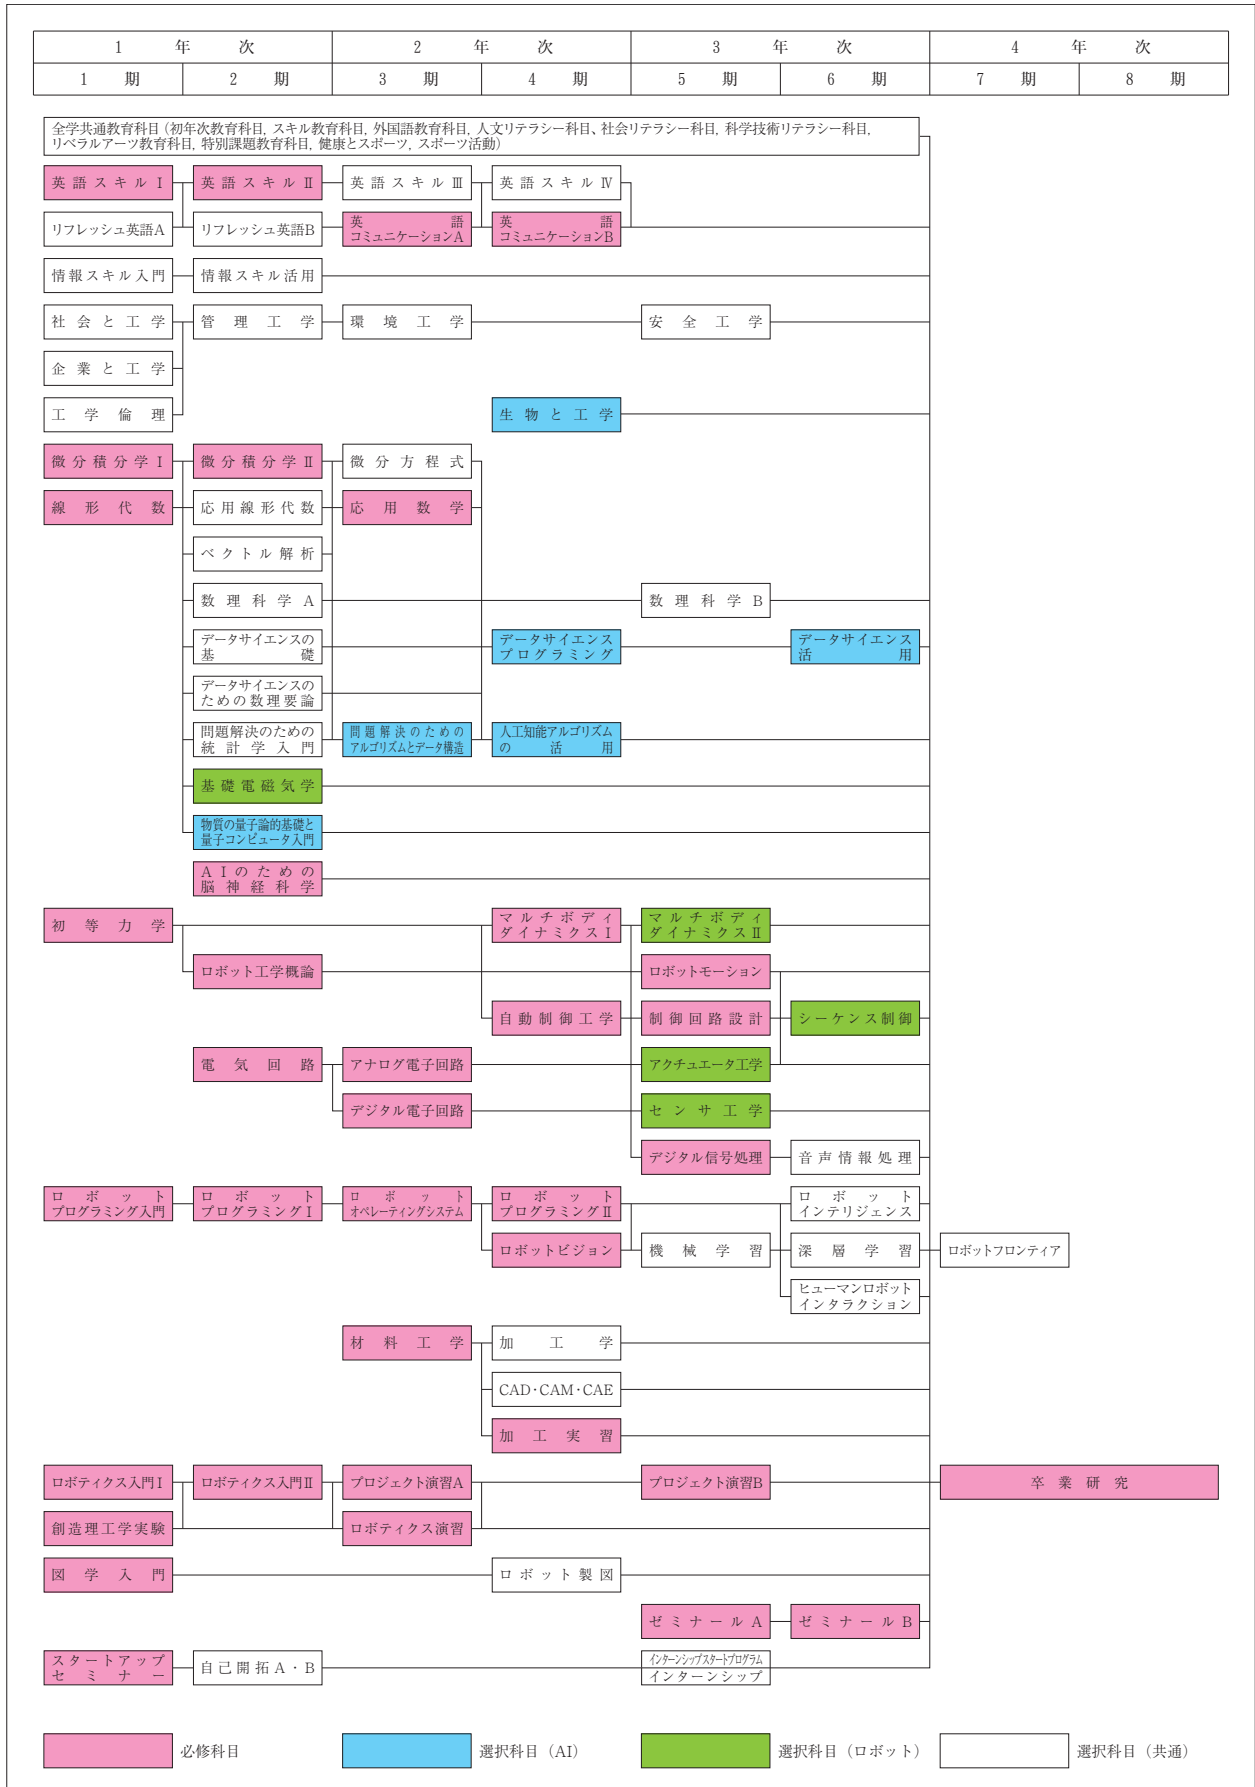 1 年 次 2 年 次 3 年 次 4 年 次
1 期 2 期 3 期 4 期 5 期 6 期 7 期 8 期
全学共通教育科目(初年次教育科目, スキル教育科目, 外国語教育科目, 人文リテラシー科目、社会リテラシー科目, 科学技術リテラシー科目,
リベラルアーツ教育科目, 特別課題教育科目, 健康とスポーツ, スポーツ活動)
英語スキルⅠ 英語スキルⅡ 英語スキルⅢ 英語スキルⅣ
リフレッシュ英語A リフレッシュ英語B 英語 英語
コミュニケーションA コミュニケーションB
情報スキル入門 情報スキル活用
社会と工学 管理工学 環境工学 安全工学
企業と工学
工学倫理 生物と工学
微分積分学Ⅰ 微分積分学Ⅱ 微分方程式
線形代数 応用線形代数 応用数学
ベクトル解析
数理科学A 数理科学B
データサイエンスの データサイエンス データサイエンス
基礎 プログラミング 活用
データサイエンスの
ための数理要論
問題解決のための 問題解決のための 人工知能アルゴリズム
統計学入門 アルゴリズムとデータ構造 の活用
基礎電磁気学
物質の量子論的基礎と
量子コンピュータ入門
AIのための
脳神経科学
初等力学 マルチボディ マルチボディ
ダイナミクスⅠ ダイナミクスⅡ
ロボット工学概論 ロボットモーション
自動制御工学 制御回路設計 シーケンス制御
電気回路 アナログ電子回路 アクチュエータ工学
デジタル電子回路 センサ工学
デジタル信号処理 音声情報処理
ロボット ロボット ロボット ロボット ロボット
プログラミング入門 プログラミングⅠ オペレーティングシステム プログラミングⅡ インテリジェンス
ロボットビジョン 機械学習 深層学習 ロボットフロンティア
ヒューマンロボット
インタラクション
材料工学 加工学
CAD・CAM・CAE
加工実習
ロボティクス入門Ⅰ ロボティクス入門Ⅱ プロジェクト演習A プロジェクト演習B 卒業研究
創造理工学実験 ロボティクス演習
図学入門 ロボット製図
ゼミナールA ゼミナールB
スタートアップ インターンシップスタートプログラム
セミナー 自己開拓A・B インターンシップ
必修科目 選択科目(AI) 選択科目(ロボット) 選択科目(共通)